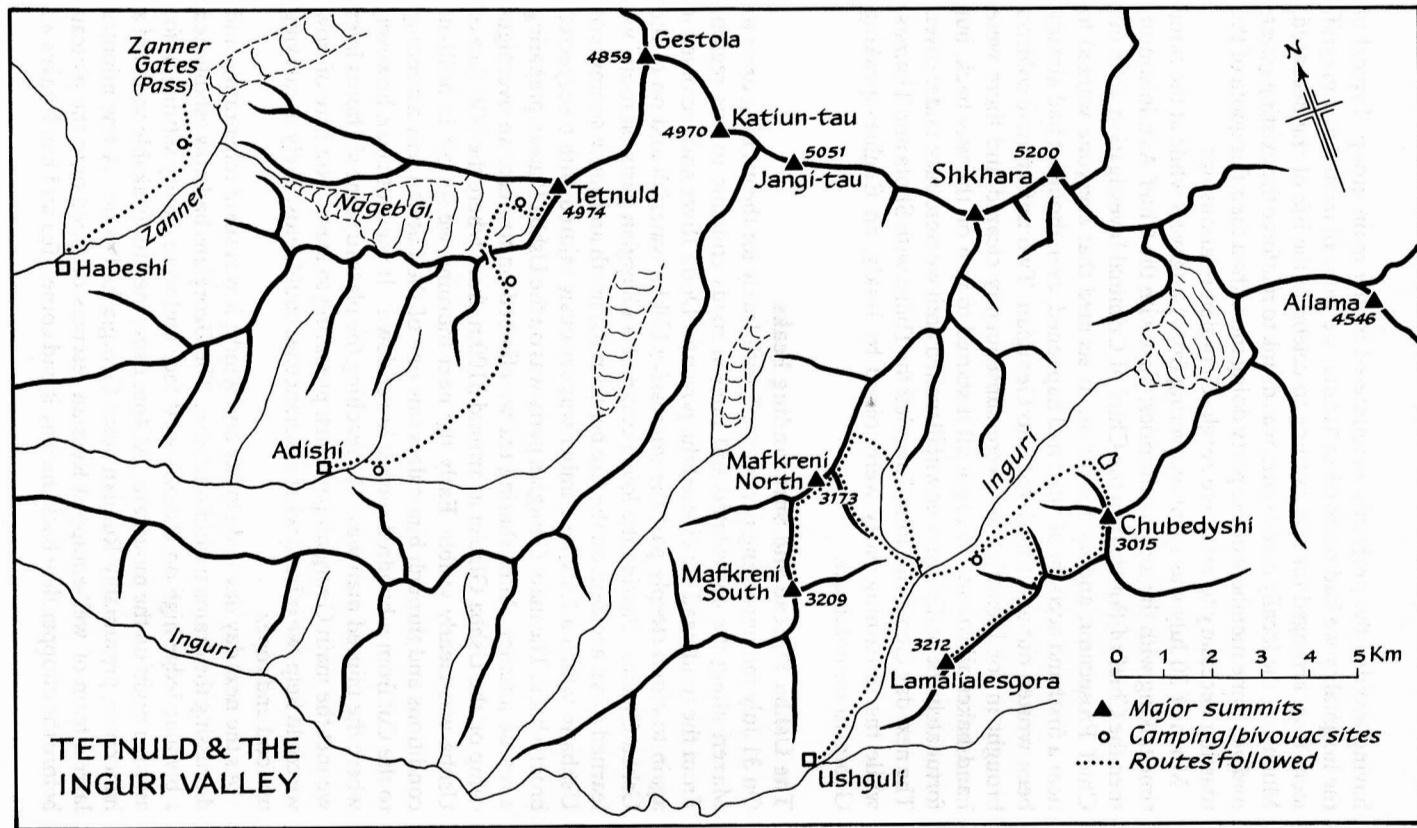 Zanner
Gates
(Pass)
4859
Gestola
N
4970
Katiun-tau
5051
Jangi-tau
5200
Shkhara
Zanner
Nageb Gl.
Tetnuld
4974
Habeshi
Ailama
4546
Adishi
Mafkreni
North
3173
Inguri
Chubedyshi
3015
Mafkreni
South
3209
Inguri
3212
Lamalialesgora
0 1 2 3 4 5 Km
Major summits
Camping/bivouac sites
Routes followed
Ushguli
TETNULD & THE
INGURI VALLEY